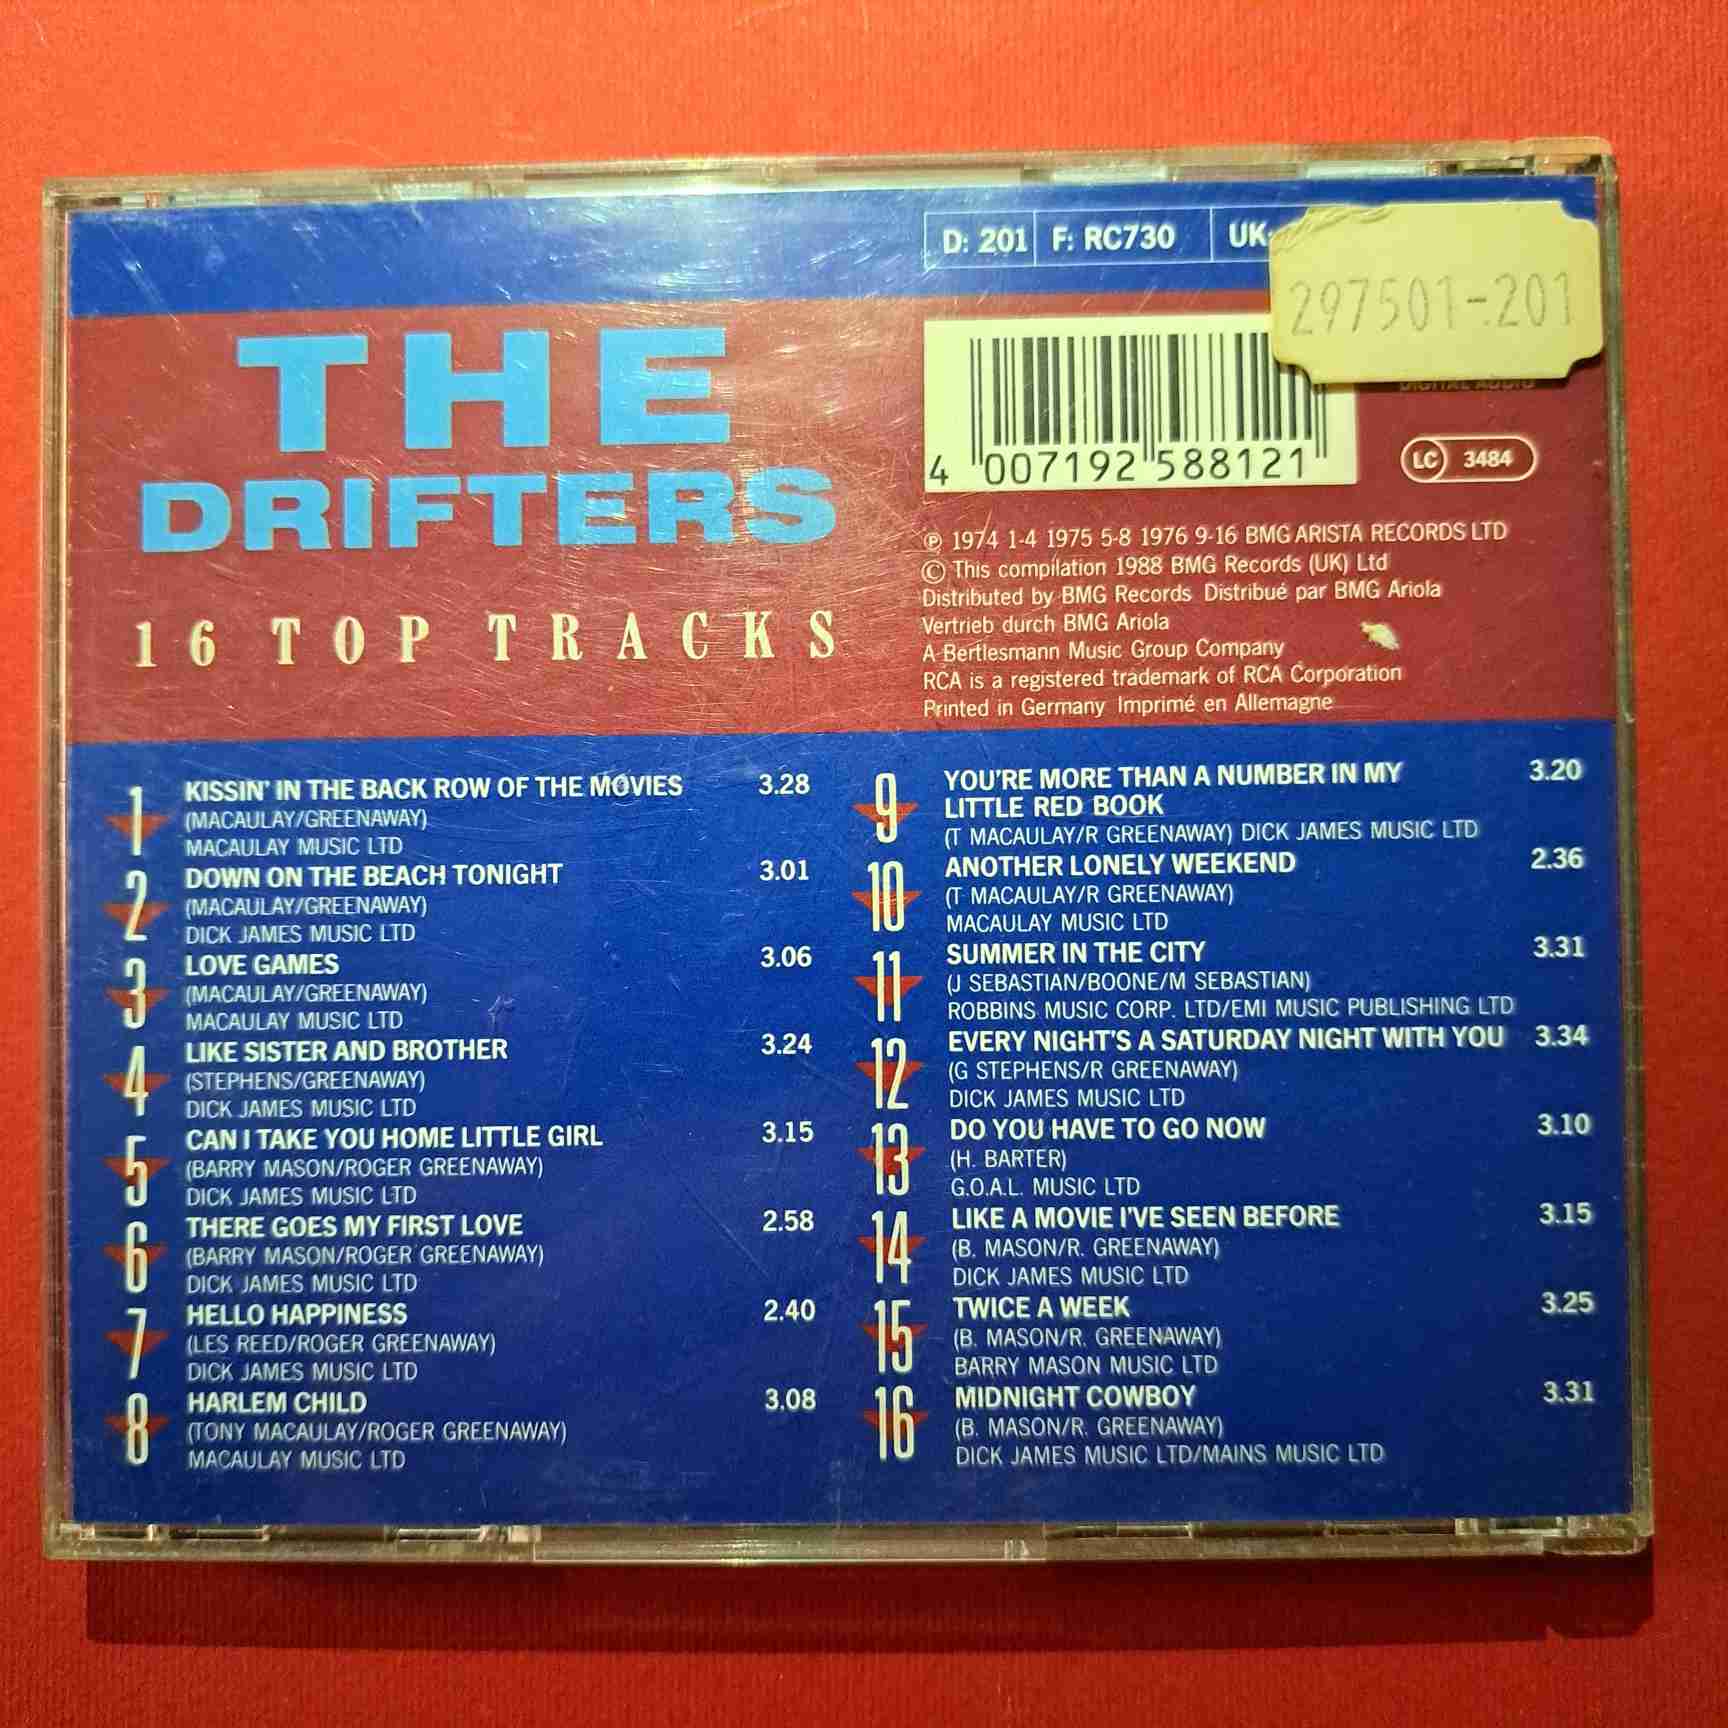 D: 201 F: RC730 UK:
297501-.201
THE
DRIFTERS
16 TOP TRACKS
4 007192 588121
DIGITAL AUDIO
LC 3484
℗ 1974 1-4 1975 5-8 1976 9-16 BMG ARISTA RECORDS LTD
© This compilation 1988 BMG Records (UK) Ltd
Distributed by BMG Records Distribué par BMG Ariola
Vertrieb durch BMG Ariola
A Bertlesmann Music Group Company
RCA is a registered trademark of RCA Corporation
Printed in Germany Imprimé en Allemagne
1 KISSIN' IN THE BACK ROW OF THE MOVIES 3.28
(MACAULAY/GREENAWAY)
MACAULAY MUSIC LTD
2 DOWN ON THE BEACH TONIGHT 3.01
(MACAULAY/GREENAWAY)
DICK JAMES MUSIC LTD
3 LOVE GAMES 3.06
(MACAULAY/GREENAWAY)
MACAULAY MUSIC LTD
4 LIKE SISTER AND BROTHER 3.24
(STEPHENS/GREENAWAY)
DICK JAMES MUSIC LTD
5 CAN I TAKE YOU HOME LITTLE GIRL 3.15
(BARRY MASON/ROGER GREENAWAY)
DICK JAMES MUSIC LTD
6 THERE GOES MY FIRST LOVE 2.58
(BARRY MASON/ROGER GREENAWAY)
DICK JAMES MUSIC LTD
7 HELLO HAPPINESS 2.40
(LES REED/ROGER GREENAWAY)
DICK JAMES MUSIC LTD
8 HARLEM CHILD 3.08
(TONY MACAULAY/ROGER GREENAWAY)
MACAULAY MUSIC LTD
9 YOU'RE MORE THAN A NUMBER IN MY 3.20
LITTLE RED BOOK
(T MACAULAY/R GREENAWAY) DICK JAMES MUSIC LTD
10 ANOTHER LONELY WEEKEND 2.36
(T MACAULAY/R GREENAWAY)
MACAULAY MUSIC LTD
11 SUMMER IN THE CITY 3.31
(J SEBASTIAN/BOONE/M SEBASTIAN)
ROBBINS MUSIC CORP. LTD/EMI MUSIC PUBLISHING LTD
12 EVERY NIGHT'S A SATURDAY NIGHT WITH YOU 3.34
(G STEPHENS/R GREENAWAY)
DICK JAMES MUSIC LTD
13 DO YOU HAVE TO GO NOW 3.10
(H. BARTER)
G.O.A.L. MUSIC LTD
14 LIKE A MOVIE I'VE SEEN BEFORE 3.15
(B. MASON/R. GREENAWAY)
DICK JAMES MUSIC LTD
15 TWICE A WEEK 3.25
(B. MASON/R. GREENAWAY)
BARRY MASON MUSIC LTD
16 MIDNIGHT COWBOY 3.31
(B. MASON/R. GREENAWAY)
DICK JAMES MUSIC LTD/MAINS MUSIC LTD